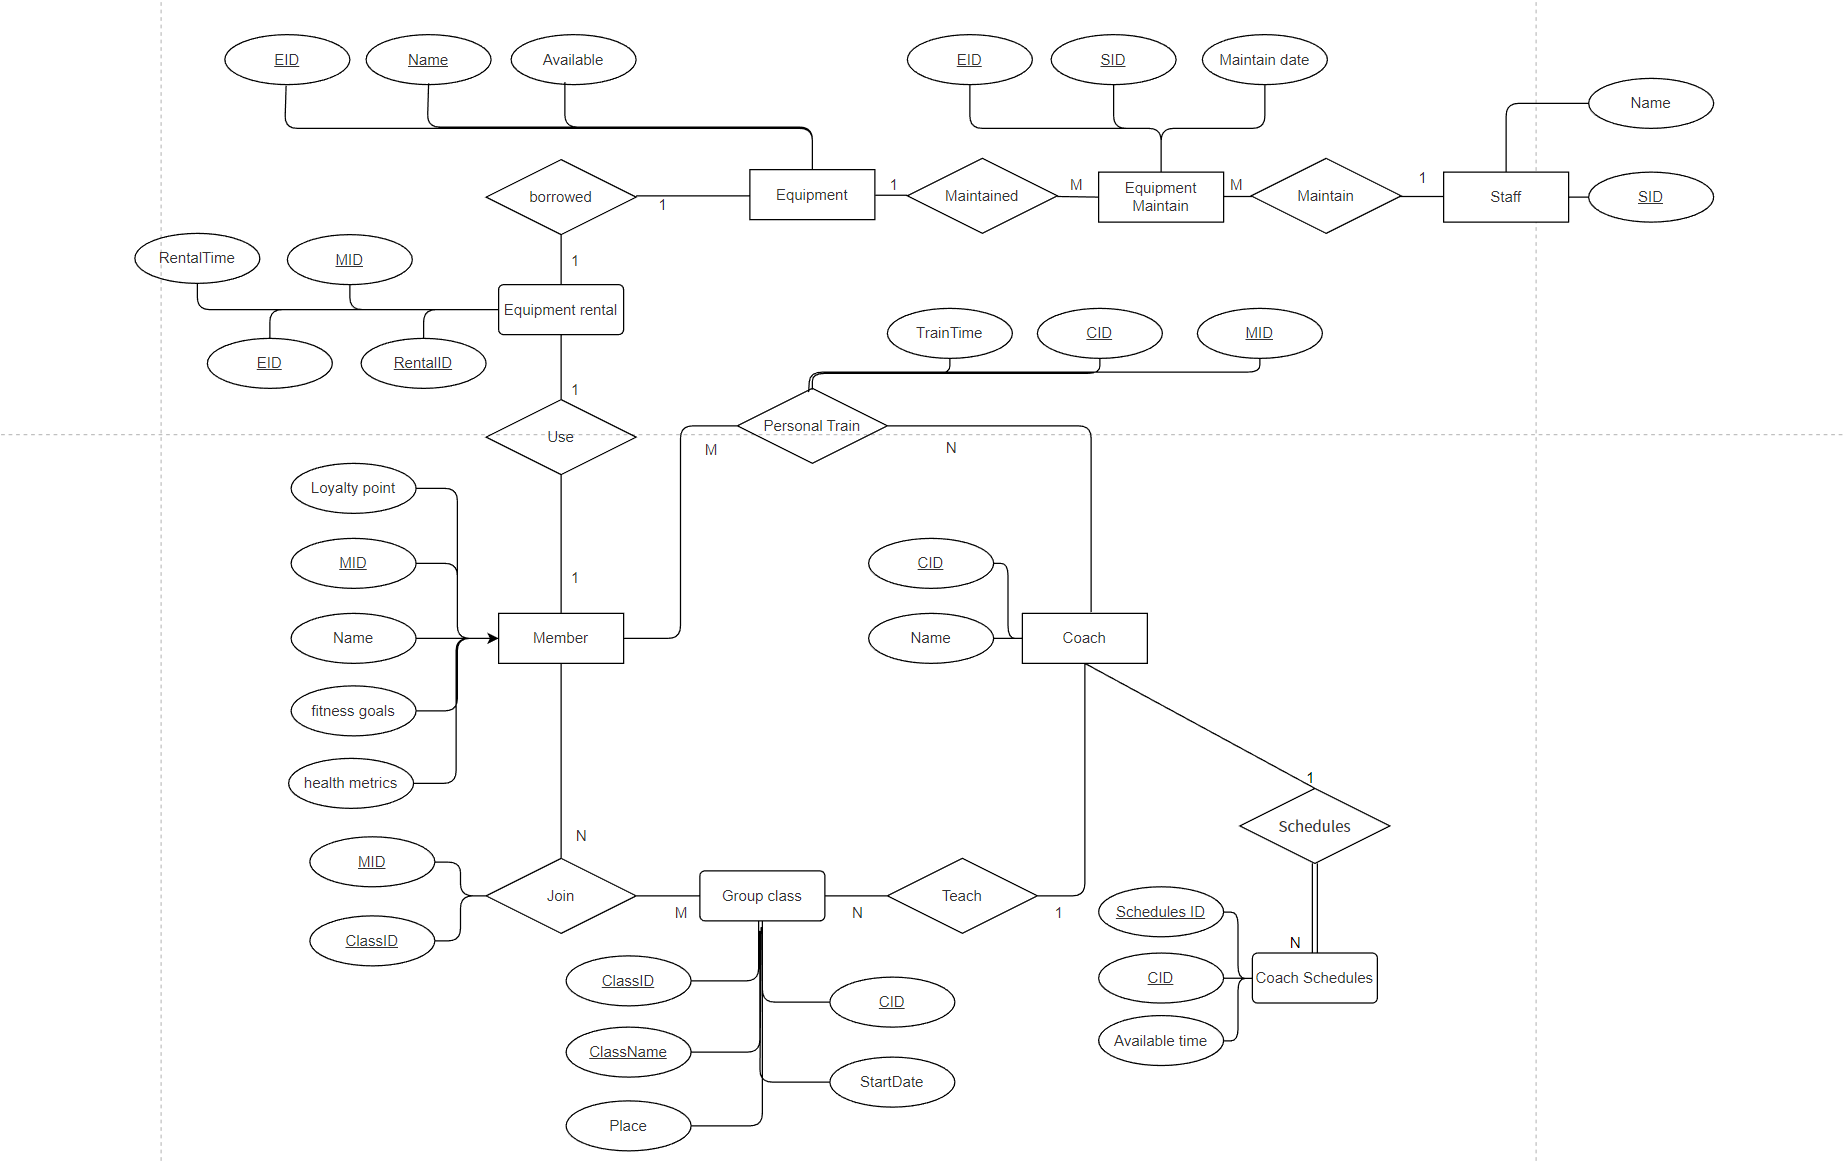 EID
Name
Available
EID
SID
Maintain date
Name
borrowed
1
Equipment
1
Maintained
M
Equipment
Maintain
M
Maintain
1
Staff
SID
RentalTime
MID
1
Equipment rental
EID
RentalID
1
TrainTime
CID
MID
Use
Personal Train
M
N
Loyalty point
MID
Name
fitness goals
health metrics
1
Member
CID
Name
Coach
1
Schedules
N
MID
ClassID
Join
M
Group class
N
Teach
1
Schedules ID
CID
Available time
N
Coach Schedules
ClassID
ClassName
Place
CID
StartDate